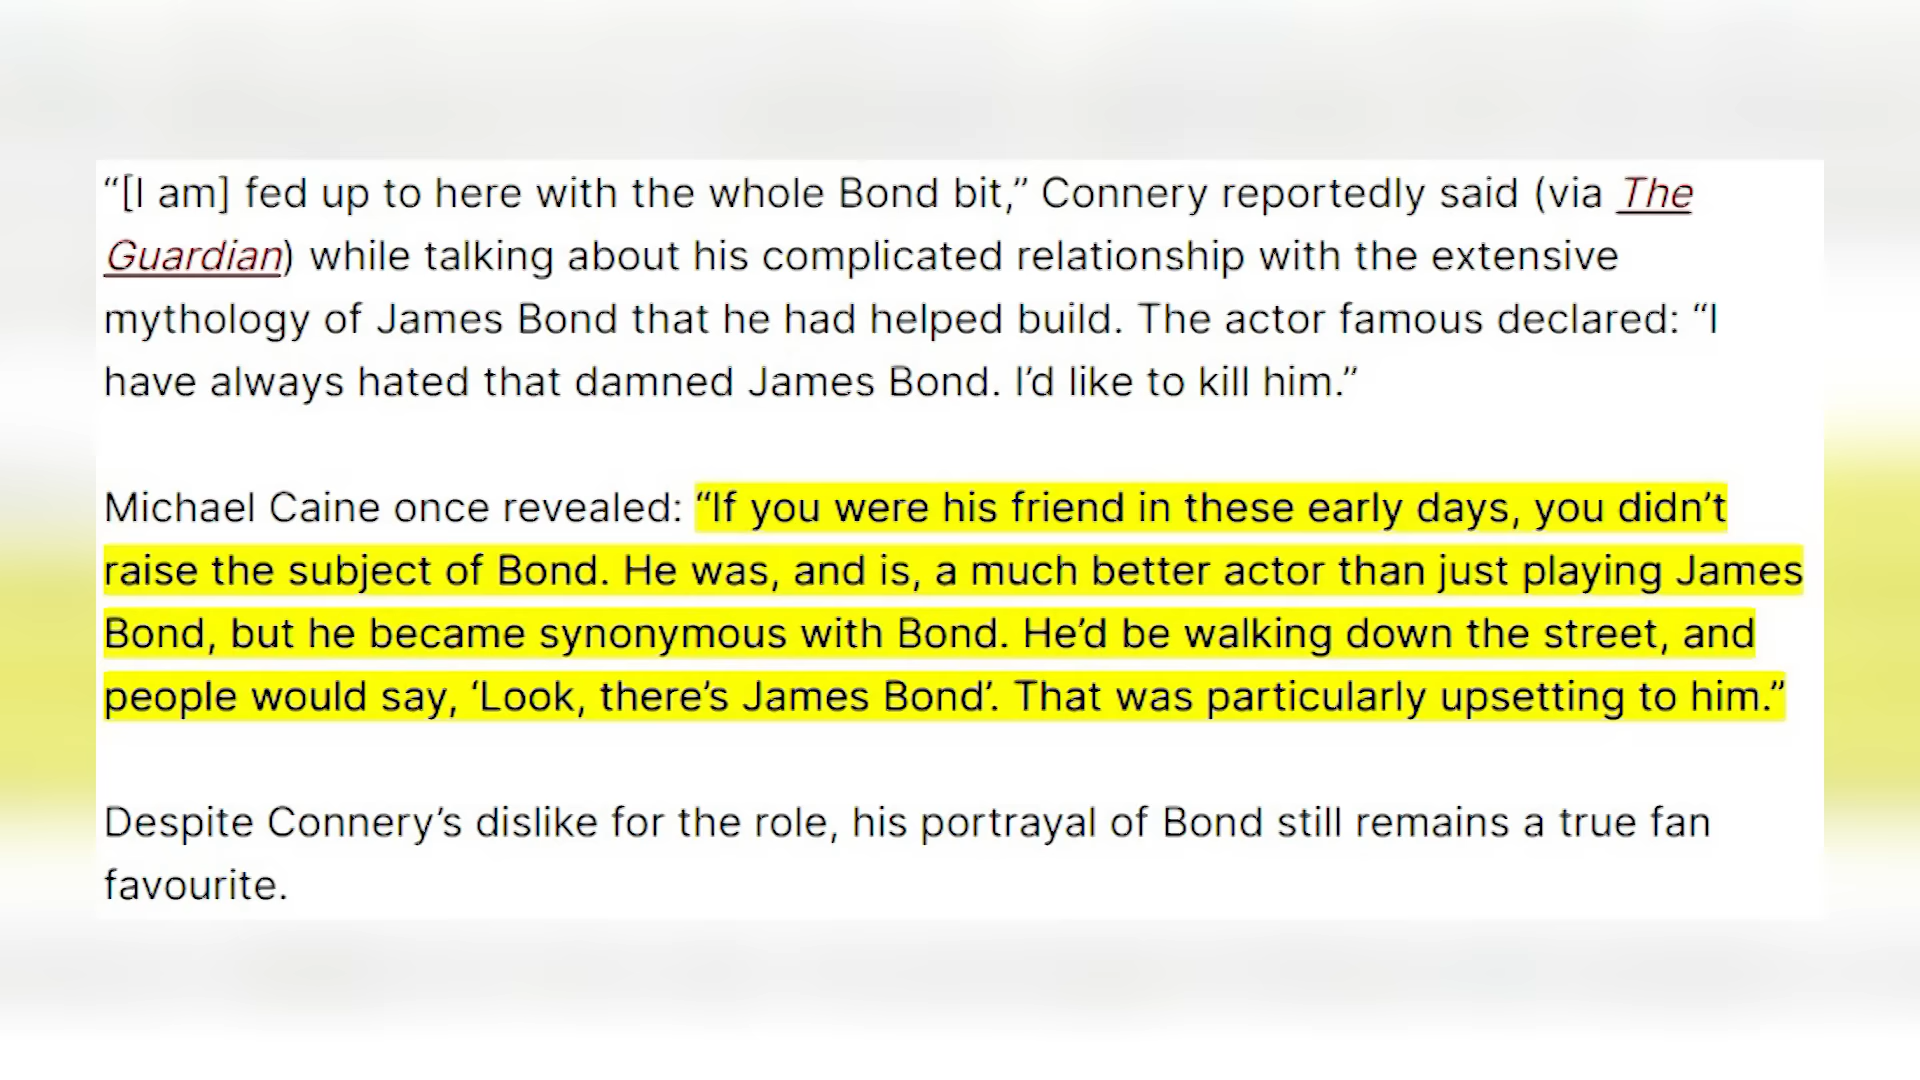 “[I am] fed up to here with the whole Bond bit,” Connery reportedly said (via The
Guardian) while talking about his complicated relationship with the extensive
mythology of James Bond that he had helped build. The actor famous declared: “I
have always hated that damned James Bond. I’d like to kill him.”
Michael Caine once revealed: “If you were his friend in these early days, you didn’t
raise the subject of Bond. He was, and is, a much better actor than just playing James
Bond, but he became synonymous with Bond. He’d be walking down the street, and
people would say, ‘Look, there’s James Bond’. That was particularly upsetting to him.”
Despite Connery’s dislike for the role, his portrayal of Bond still remains a true fan
favourite.